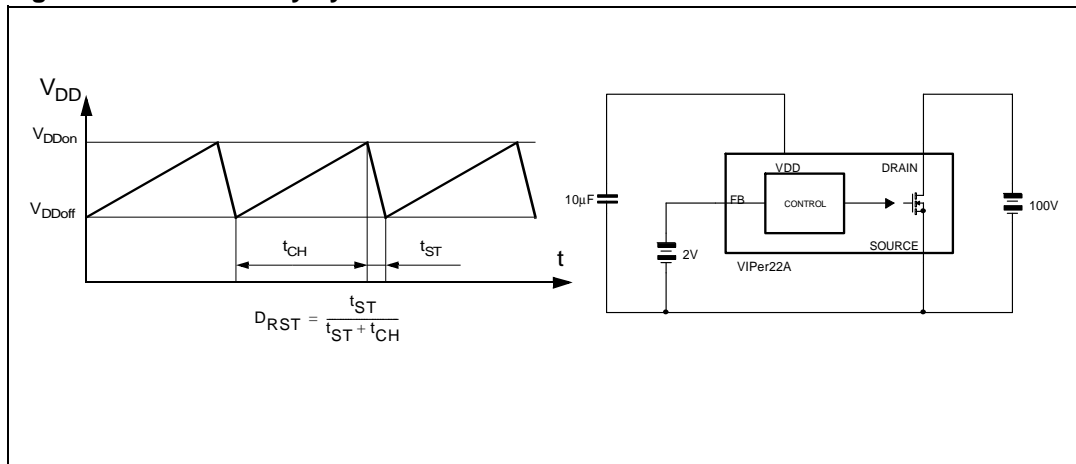 VDD
VDDon
VDDoff
tCH
tST
t
DRST = tST / tST + tCH
10μF
FB
2V
VDD
CONTROL
DRAIN
SOURCE
VIPer22A
100V